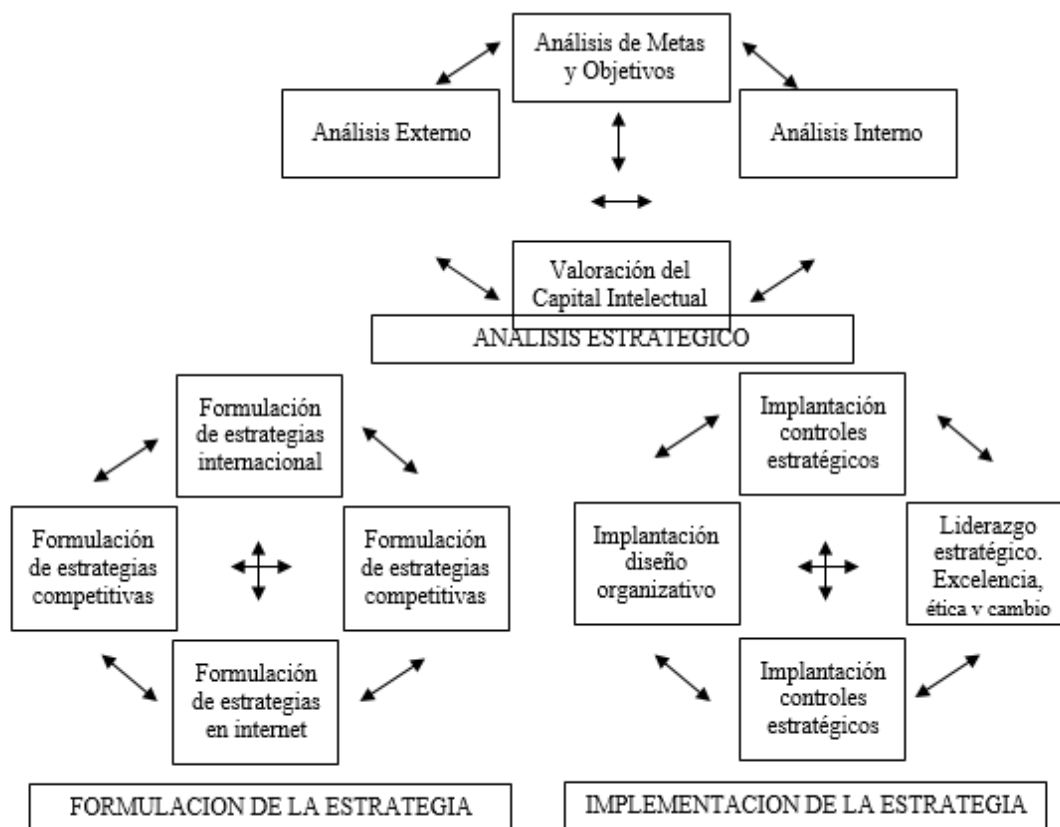 Análisis de Metas
y Objetivos
Análisis Externo
Análisis Interno
Valoración del
Capital Intelectual
ANALISIS ESTRATEGICO
Formulación
de estrategias
internacional
Formulación
de estrategias
competitivas
Formulación
de estrategias
competitivas
Formulación
de estrategias
en internet
FORMULACION DE LA ESTRATEGIA
Implantación
controles
estratégicos
Implantación
diseño
organizativo
Liderazgo
estratégico.
Excelencia,
ética y cambio
Implantación
controles
estratégicos
IMPLEMENTACION DE LA ESTRATEGIA